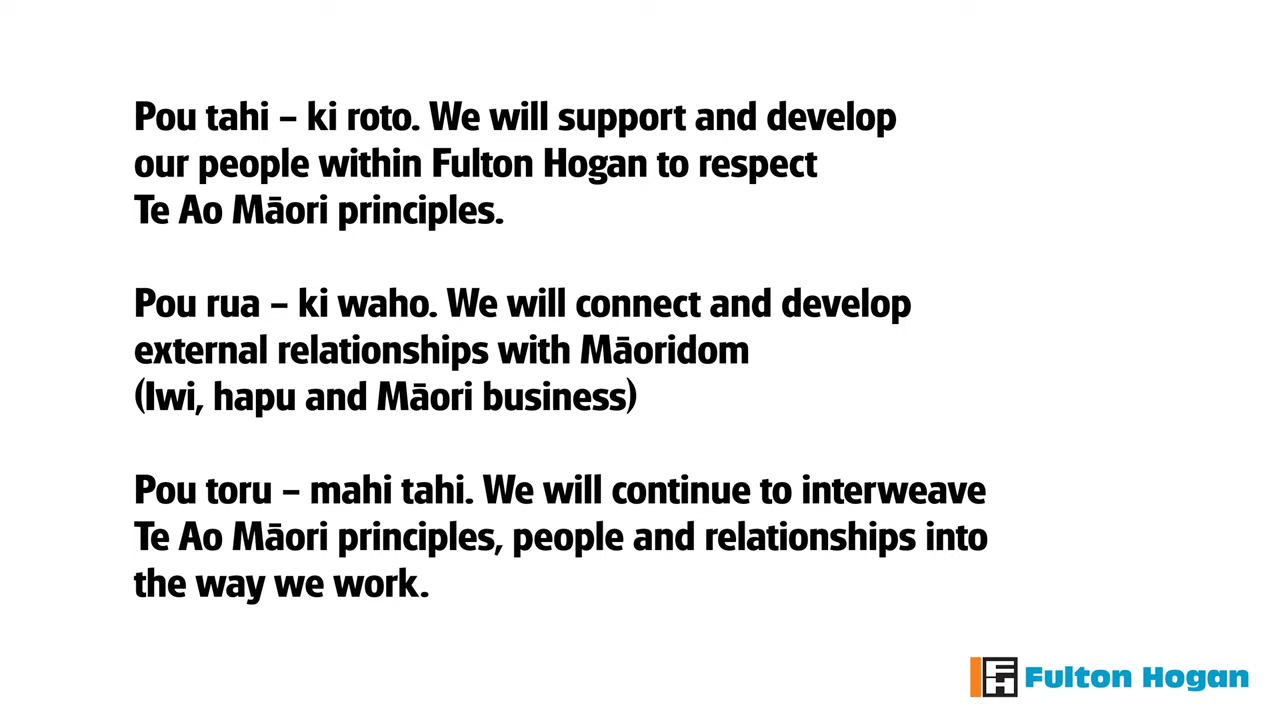 Pou tahi – ki roto. We will support and develop
our people within Fulton Hogan to respect
Te Ao Māori principles.
Pou rua – ki waho. We will connect and develop
external relationships with Māoridom
(Iwi, hapu and Māori business)
Pou toru – mahi tahi. We will continue to interweave
Te Ao Māori principles, people and relationships into
the way we work.
FH Fulton Hogan